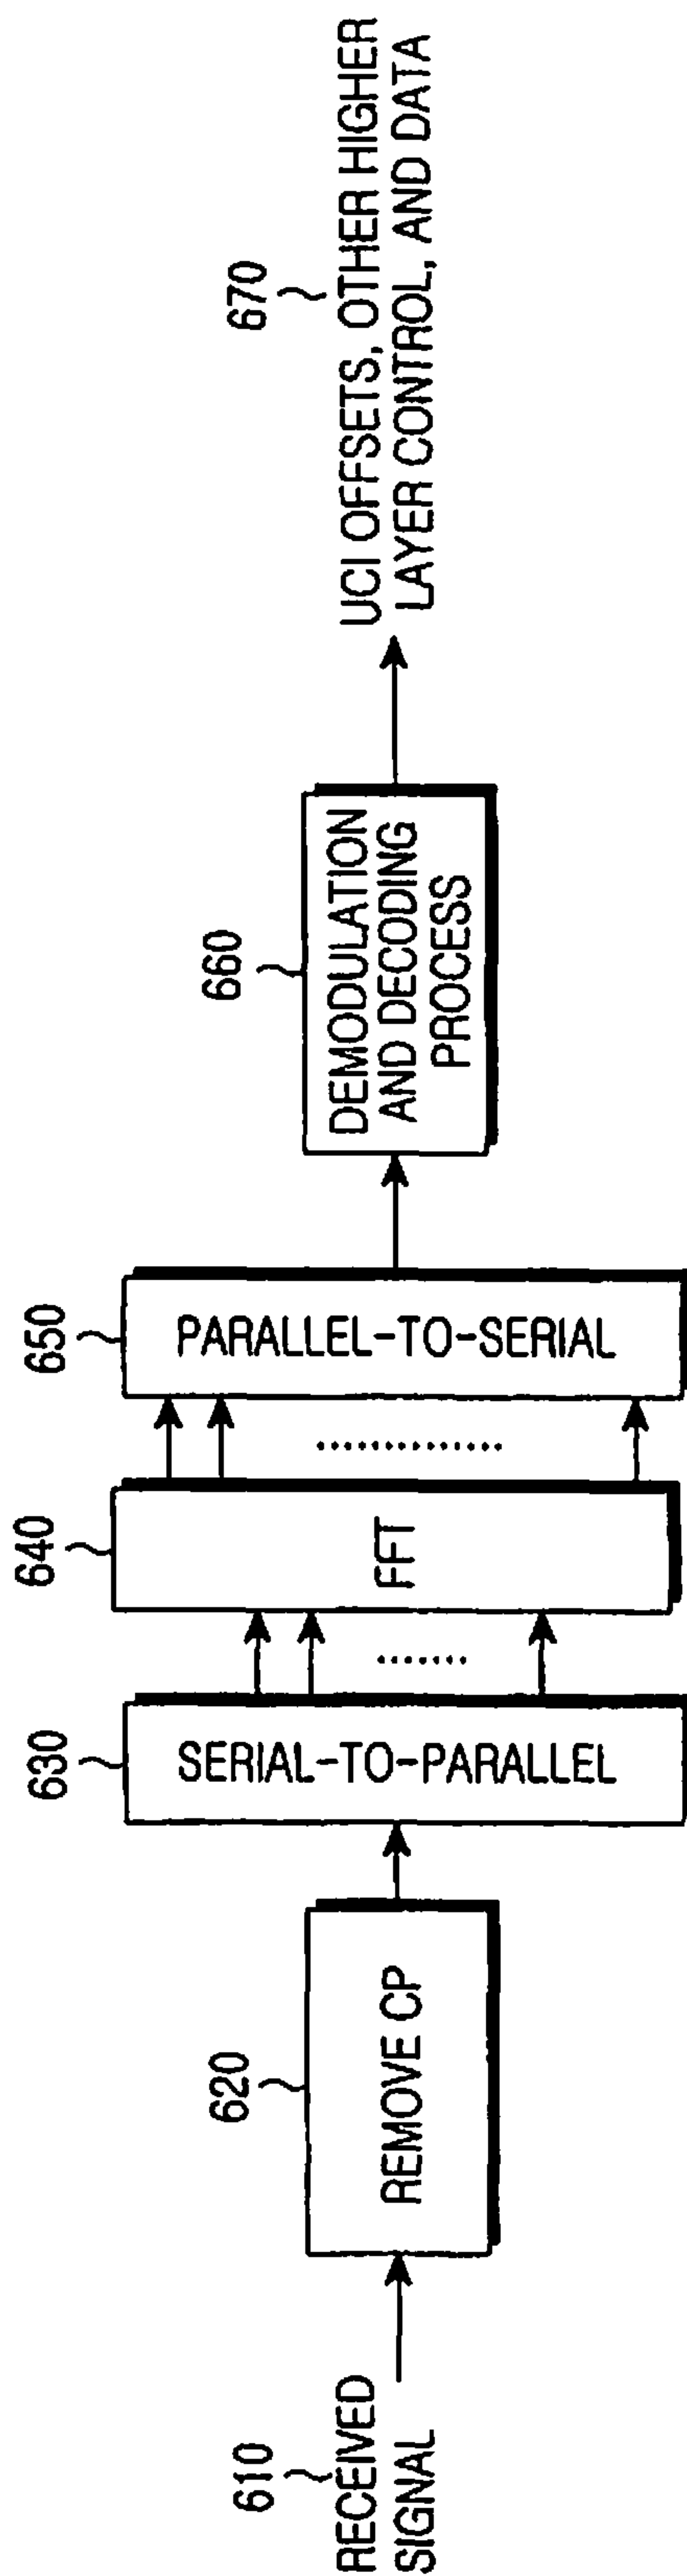 610
RECEIVED
SIGNAL
620
REMOVE CP
630
SERIAL-TO-PARALLEL
640
FFT
650
PARALLEL-TO-SERIAL
660
DEMODULATION
AND DECODING
PROCESS
670
UCI OFFSETS, OTHER HIGHER
LAYER CONTROL, AND DATA